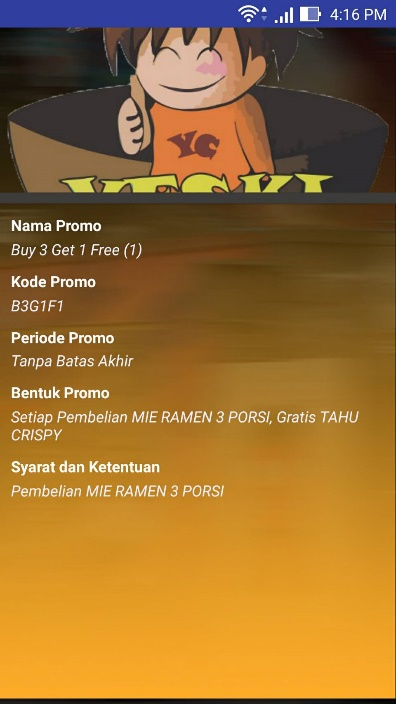 4:16 PM
YC
Nama Promo
Buy 3 Get 1 Free (1)
Kode Promo
B3G1F1
Periode Promo
Tanpa Batas Akhir
Bentuk Promo
Setiap Pembelian MIE RAMEN 3 PORSI, Gratis TAHU
CRISPY
Syarat dan Ketentuan
Pembelian MIE RAMEN 3 PORSI